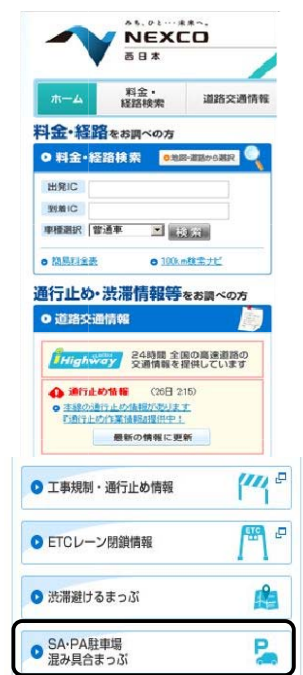 みち、ひと…未来へ。
NEXCO
西日本
ホーム
料金・
経路検索
道路交通情報
料金・経路をお調べの方
料金・経路検索
地図・道路から選択
出発IC
到着IC
車種選択 普通車 検索
簡易料金表
100km検索ナビ
通行止め・渋滞情報等をお調べの方
道路交通情報
iHighway
24時間 全国の高速道路の
交通情報を提供しています
通行止め情報 (26日 2:15)
本線の通行止め情報があります
『通行止め作業情報』提供中!
最新の情報に更新
工事規制・通行止め情報
ETCレーン閉鎖情報
ETC
渋滞避けるまっぷ
SA・PA駐車場
混み具合まっぷ
P